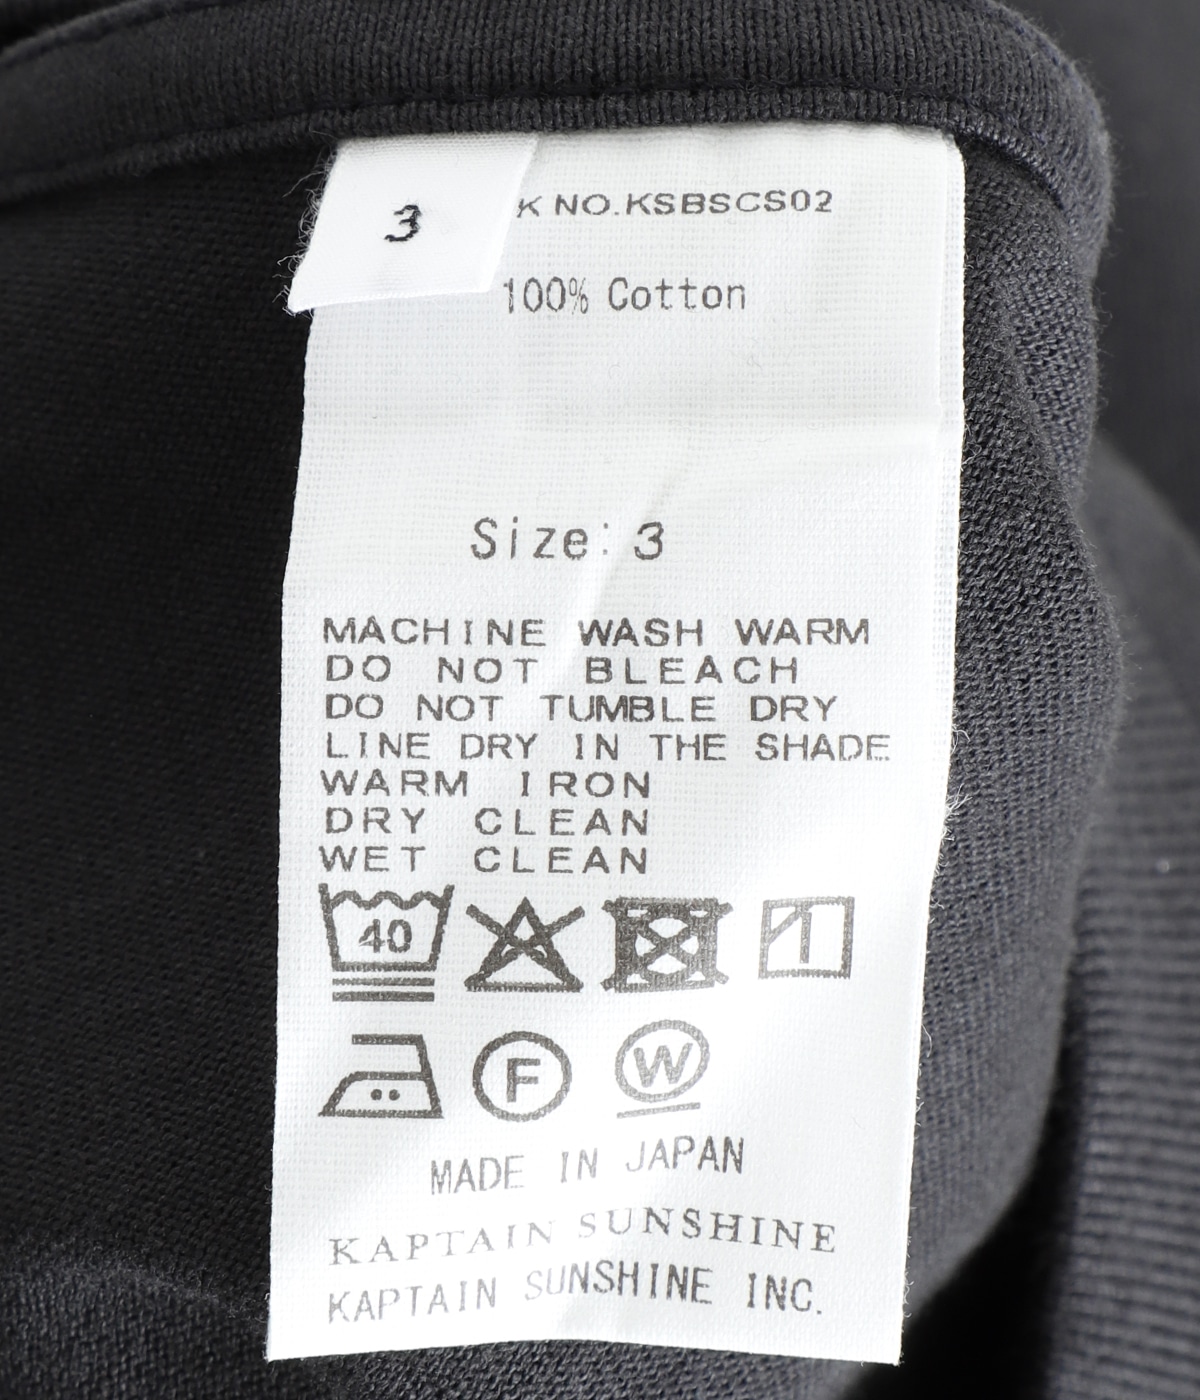 3
K NO.KSBSCS02
100% Cotton
Size: 3
MACHINE WASH WARM
DO NOT BLEACH
DO NOT TUMBLE DRY
LINE DRY IN THE SHADE
WARM IRON
DRY CLEAN
WET CLEAN
40
F W
MADE IN JAPAN
KAPTAIN SUNSHINE
KAPTAIN SUNSHINE INC.